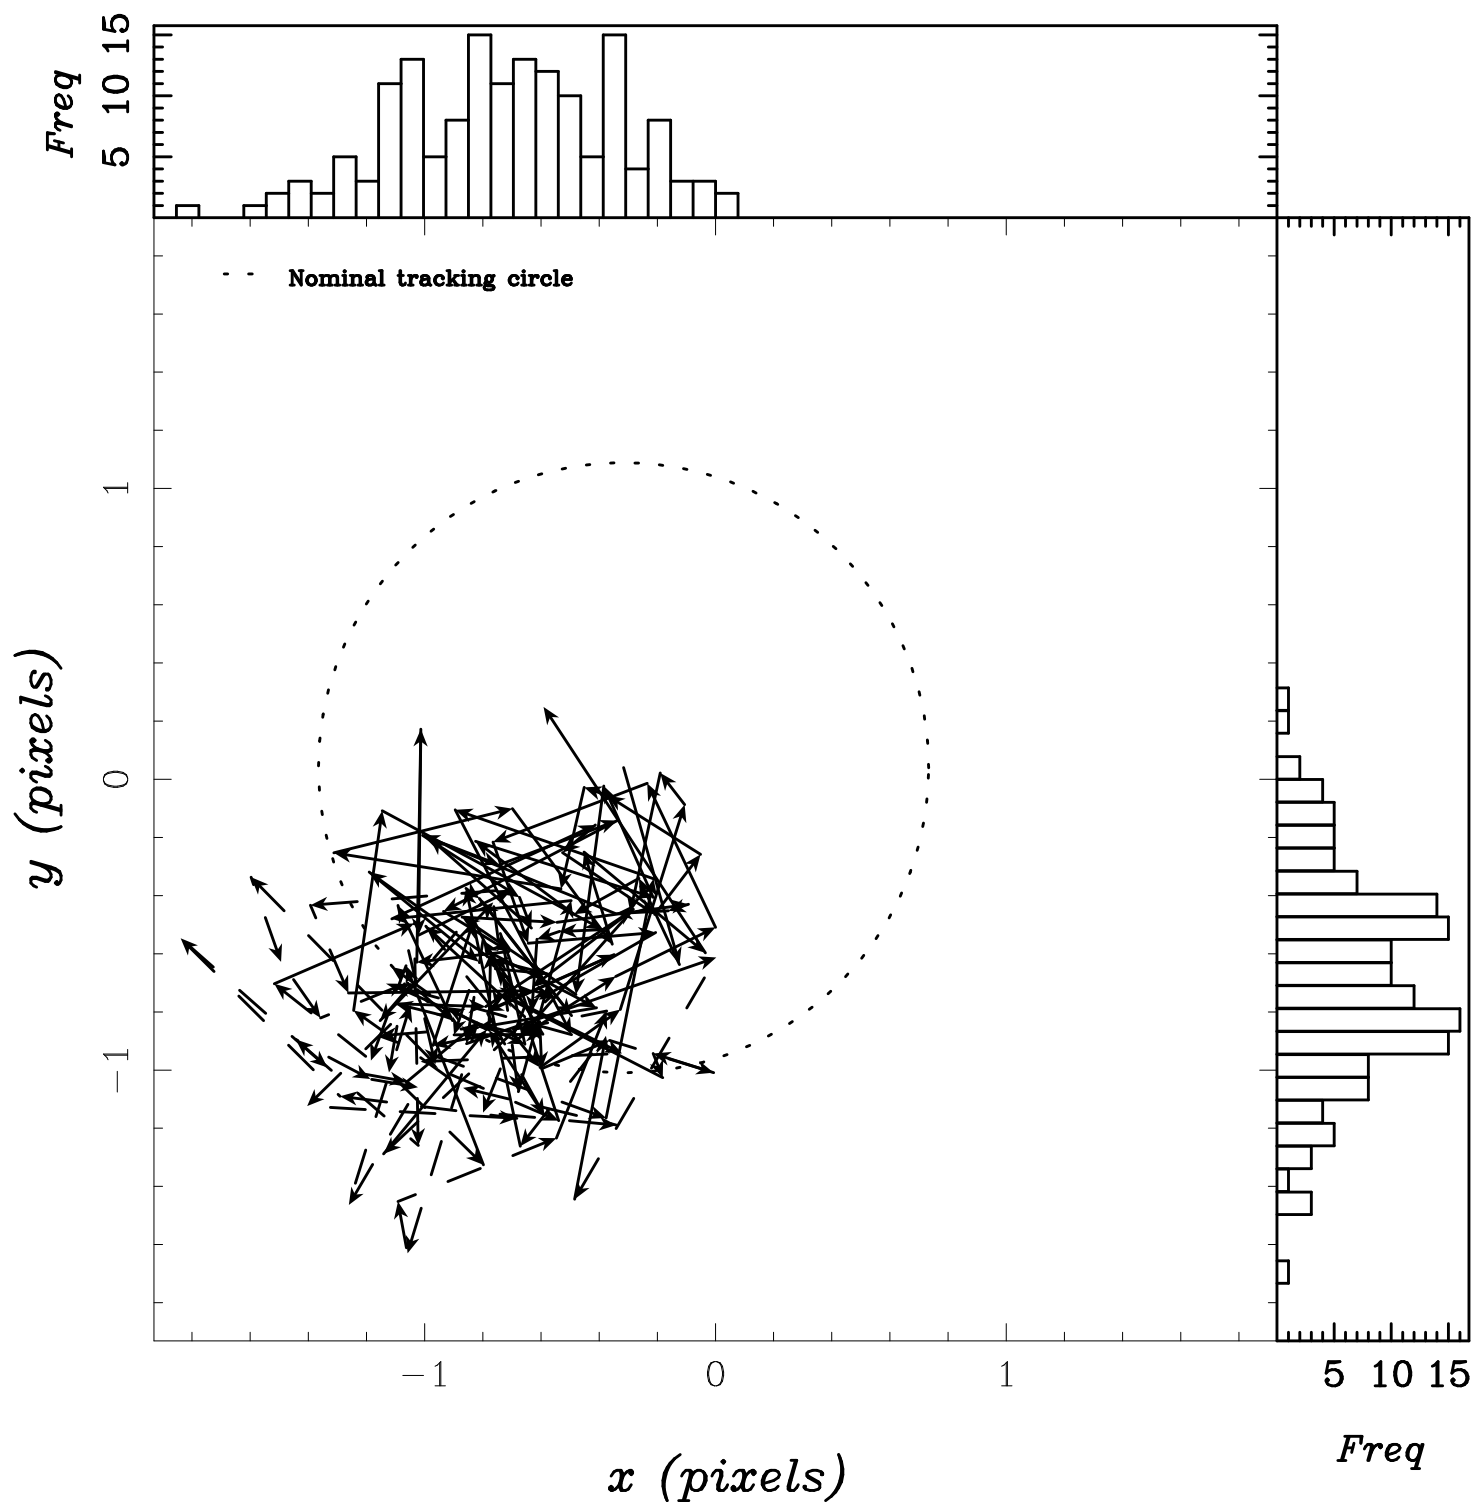 Freq
5 10 15
Nominal tracking circle
y (pixels)
1
0
−1
−1 0 1
x (pixels)
5 10 15
Freq